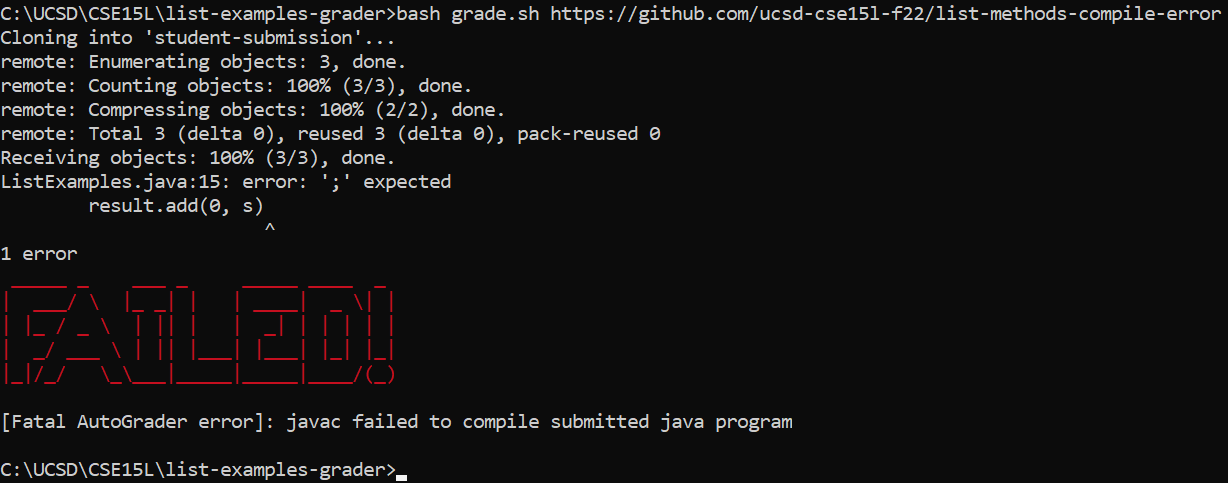 C:\UCSD\CSE15L\list-examples-grader>bash grade.sh https://github.com/ucsd-cse15l-f22/list-methods-compile-error
Cloning into 'student-submission'...
remote: Enumerating objects: 3, done.
remote: Counting objects: 100% (3/3), done.
remote: Compressing objects: 100% (2/2), done.
remote: Total 3 (delta 0), reused 3 (delta 0), pack-reused 0
Receiving objects: 100% (3/3), done.
ListExamples.java:15: error: ';' expected
        result.add(0, s)
                        ^
1 error
FAILED!
[Fatal AutoGrader error]: javac failed to compile submitted java program
C:\UCSD\CSE15L\list-examples-grader>